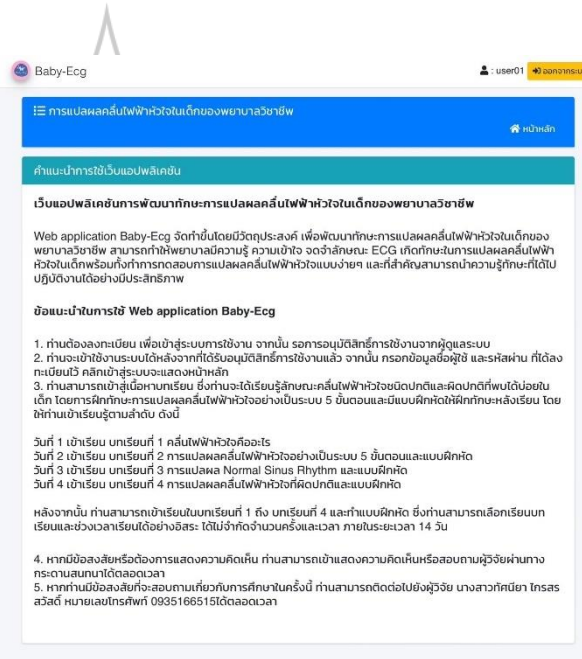 Baby-Ecg
: user01 ออกจากระบ
การแปลผลคลื่นไฟฟ้าหัวใจในเด็กของพยาบาลวิชาชีพ
หน้าหลัก
คำแนะนำการใช้เว็บแอปพลิเคชัน
เว็บแอปพลิเคชันการพัฒนาทักษะการแปลผลคลื่นไฟฟ้าหัวใจในเด็กของพยาบาลวิชาชีพ
Web application Baby-Ecg จัดทำขึ้นโดยมีวัตถุประสงค์ เพื่อพัฒนาทักษะการแปลผลคลื่นไฟฟ้าหัวใจในเด็กของ
พยาบาลวิชาชีพ สามารถทำให้พยาบาลมีความรู้ ความเข้าใจ จดจำลักษณะ ECG เกิดทักษะในการแปลผลคลื่นไฟฟ้า
หัวใจในเด็กพร้อมทั้งทำการทดสอบการแปลผลคลื่นไฟฟ้าหัวใจแบบง่ายๆ และที่สำคัญสามารถนำความรู้ทักษะที่ได้ไป
ปฏิบัติงานได้อย่างมีประสิทธิภาพ
ข้อแนะนำในการใช้ Web application Baby-Ecg
1. ท่านต้องลงทะเบียน เพื่อเข้าสู่ระบบการใช้งาน จากนั้น รอการอนุมัติสิทธิ์การใช้งานจากผู้ดูแลระบบ
2. ท่านจะเข้าใช้งานระบบได้หลังจากที่ได้รับอนุมัติสิทธิ์การใช้งานแล้ว จากนั้น กรอกข้อมูลชื่อผู้ใช้ และรหัสผ่าน ที่ได้ลง
ทะเบียนไว้ คลิกเข้าสู่ระบบจะแสดงหน้าหลัก
3. ท่านสามารถเข้าสู่เนื้อหาบทเรียน ซึ่งท่านจะได้เรียนรู้ลักษณะคลื่นไฟฟ้าหัวใจชนิดปกติและผิดปกติที่พบได้บ่อยใน
เด็ก โดยการฝึกทักษะการแปลผลคลื่นไฟฟ้าหัวใจอย่างเป็นระบบ 5 ขั้นตอนและมีแบบฝึกหัดให้ฝึกทักษะหลังเรียน โดย
ให้ท่านเข้าเรียนรู้ตามลำดับ ดังนี้
วันที่ 1 เข้าเรียน บทเรียนที่ 1 คลื่นไฟฟ้าหัวใจคืออะไร
วันที่ 2 เข้าเรียน บทเรียนที่ 2 การแปลผลคลื่นไฟฟ้าหัวใจอย่างเป็นระบบ 5 ขั้นตอนและแบบฝึกหัด
วันที่ 3 เข้าเรียน บทเรียนที่ 3 การแปลผล Normal Sinus Rhythm และแบบฝึกหัด
วันที่ 4 เข้าเรียน บทเรียนที่ 4 การแปลผลคลื่นไฟฟ้าหัวใจที่ผิดปกติและแบบฝึกหัด
หลังจากนั้น ท่านสามารถเข้าเรียนในบทเรียนที่ 1 ถึง บทเรียนที่ 4 และทำแบบฝึกหัด ซึ่งท่านสามารถเลือกเรียนบท
เรียนและช่วงเวลาเรียนได้อย่างอิสระ ได้ไม่จำกัดจำนวนครั้งและเวลา ภายในระยะเวลา 14 วัน
4. หากมีข้อสงสัยหรือต้องการแสดงความคิดเห็น ท่านสามารถเข้าแสดงความคิดเห็นหรือสอบถามผู้วิจัยผ่านทาง
กระดานสนทนาได้ตลอดเวลา
5. หากท่านมีข้อสงสัยที่จะสอบถามเกี่ยวกับการศึกษาในครั้งนี้ ท่านสามารถติดต่อไปยังผู้วิจัย นางสาวทัศนียา ไกรสร
สวัสดิ์ หมายเลขโทรศัพท์ 0935166515ได้ตลอดเวลา